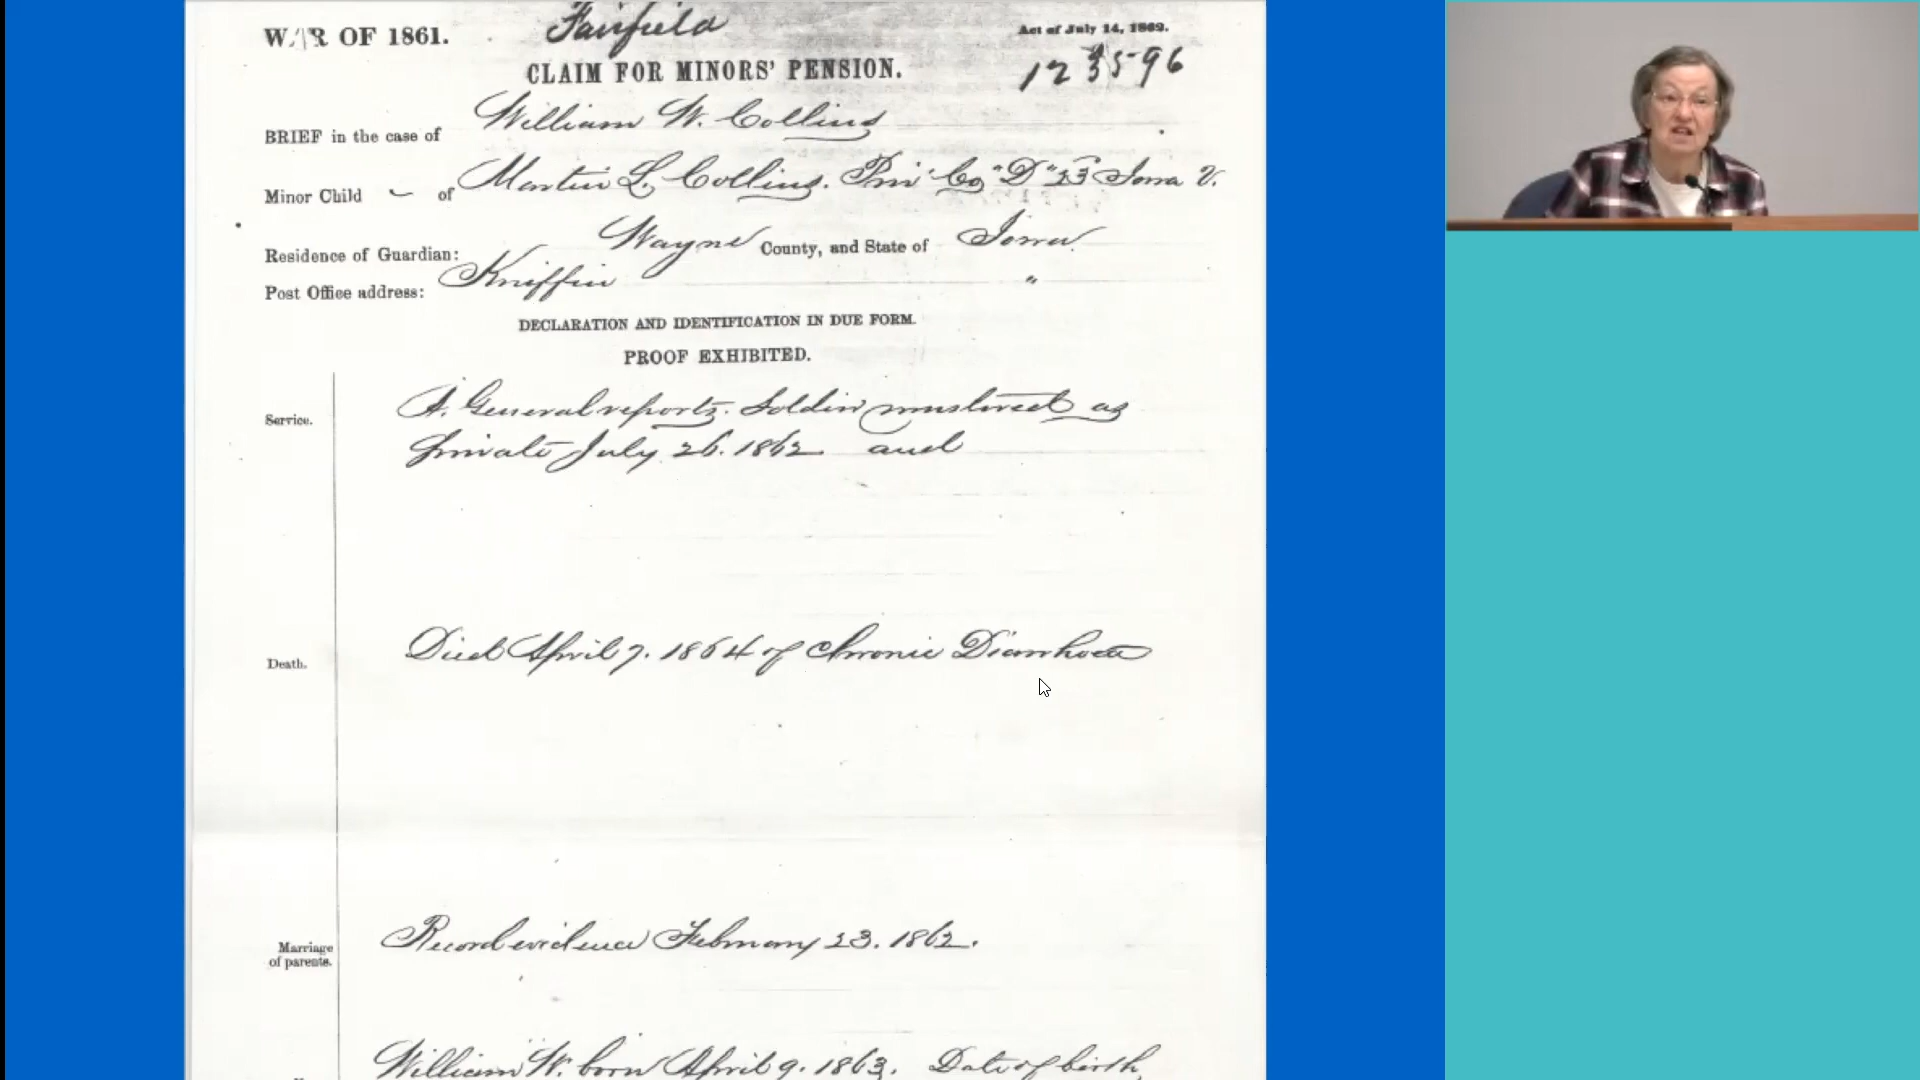 Fairfield
WAR OF 1861.
Act of July 14, 1862.
CLAIM FOR MINORS' PENSION.
123596
BRIEF in the case of William W. Collins
Minor Child of Martin L. Collins. Priv Co "D" 23 Iowa V.
Residence of Guardian: Wayne County, and State of Iowa.
Post Office address: Kniffin "
DECLARATION AND IDENTIFICATION IN DUE FORM.
PROOF EXHIBITED.
Service. A. General reports. Soldier mustered as
private July 26. 1862 and
Death. Died April 7. 1864 of Chronic Diarrhoea
Marriage of parents. Record evidence February 23. 1862.
William W. born April 9. 1863. Date of birth,